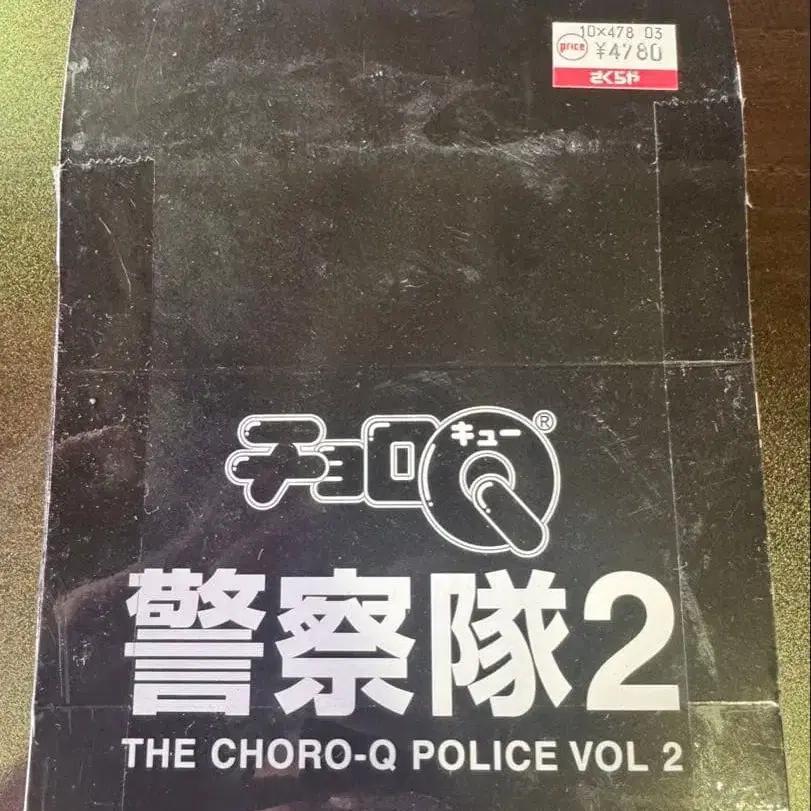 10×478 03
price ¥4780
さくらや
チョロQ®
キュー
警察隊2
THE CHORO-Q POLICE VOL 2